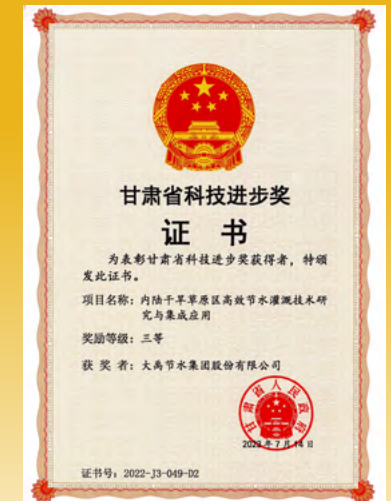 甘肃省科技进步奖
证书
为表彰甘肃省科技进步奖获得者，特颁
发此证书。
项目名称：内陆干旱草原区高效节水灌溉技术研
究与集成应用
奖励等级：三等
获奖者：大禹节水集团股份有限公司
甘肃省人民政府
2023年7月14日
证书号：2022-J3-049-D2